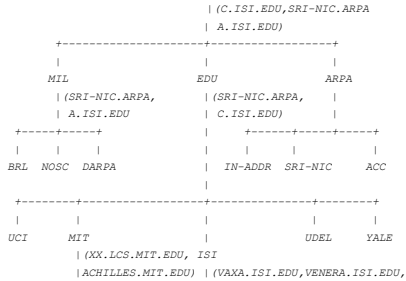 |(C.ISI.EDU,SRI-NIC.ARPA
| A.ISI.EDU)
+---------------------+------------------+
| | |
MIL EDU ARPA
|(SRI-NIC.ARPA, |(SRI-NIC.ARPA, |
| A.ISI.EDU | C.ISI.EDU) |
+-----+-----+ | +------+-----+-----+
| | | | | | |
BRL NOSC DARPA | IN-ADDR SRI-NIC ACC
|
+--------+------------------+---------------+--------+
| | | | |
UCI MIT | UDEL YALE
|(XX.LCS.MIT.EDU, ISI
|ACHILLES.MIT.EDU) |(VAXA.ISI.EDU,VENERA.ISI.EDU,